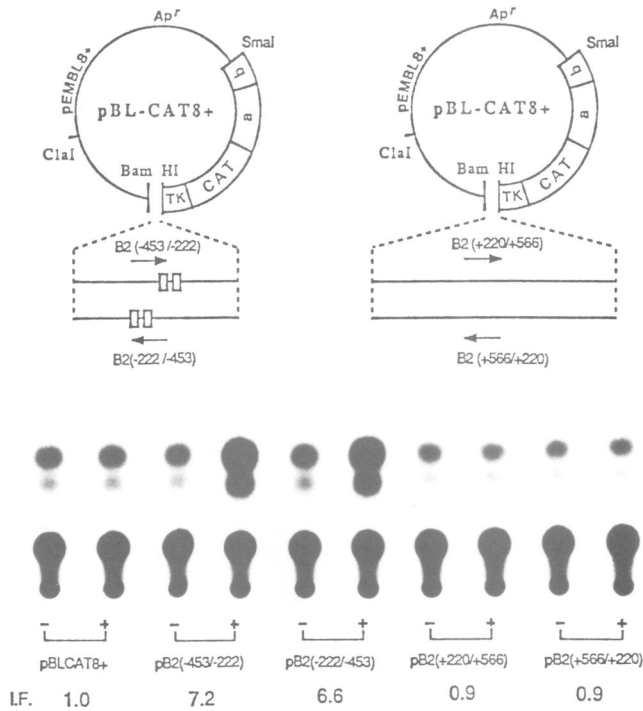 Apr
SmaI
pEMBL8+
b
a
pBL-CAT8+
ClaI
Bam HI
TK
CAT
B2 (-453/-222)
B2(-222/-453)
Apr
SmaI
pEMBL8+
b
a
pBL-CAT8+
ClaI
Bam HI
TK
CAT
B2 (+220/+566)
B2 (+566/+220)
- + - + - + - + - +
pBLCAT8+ pB2(-453/-222) pB2(-222/-453) pB2(+220/+566) pB2(+566/+220)
I.F. 1.0 7.2 6.6 0.9 0.9